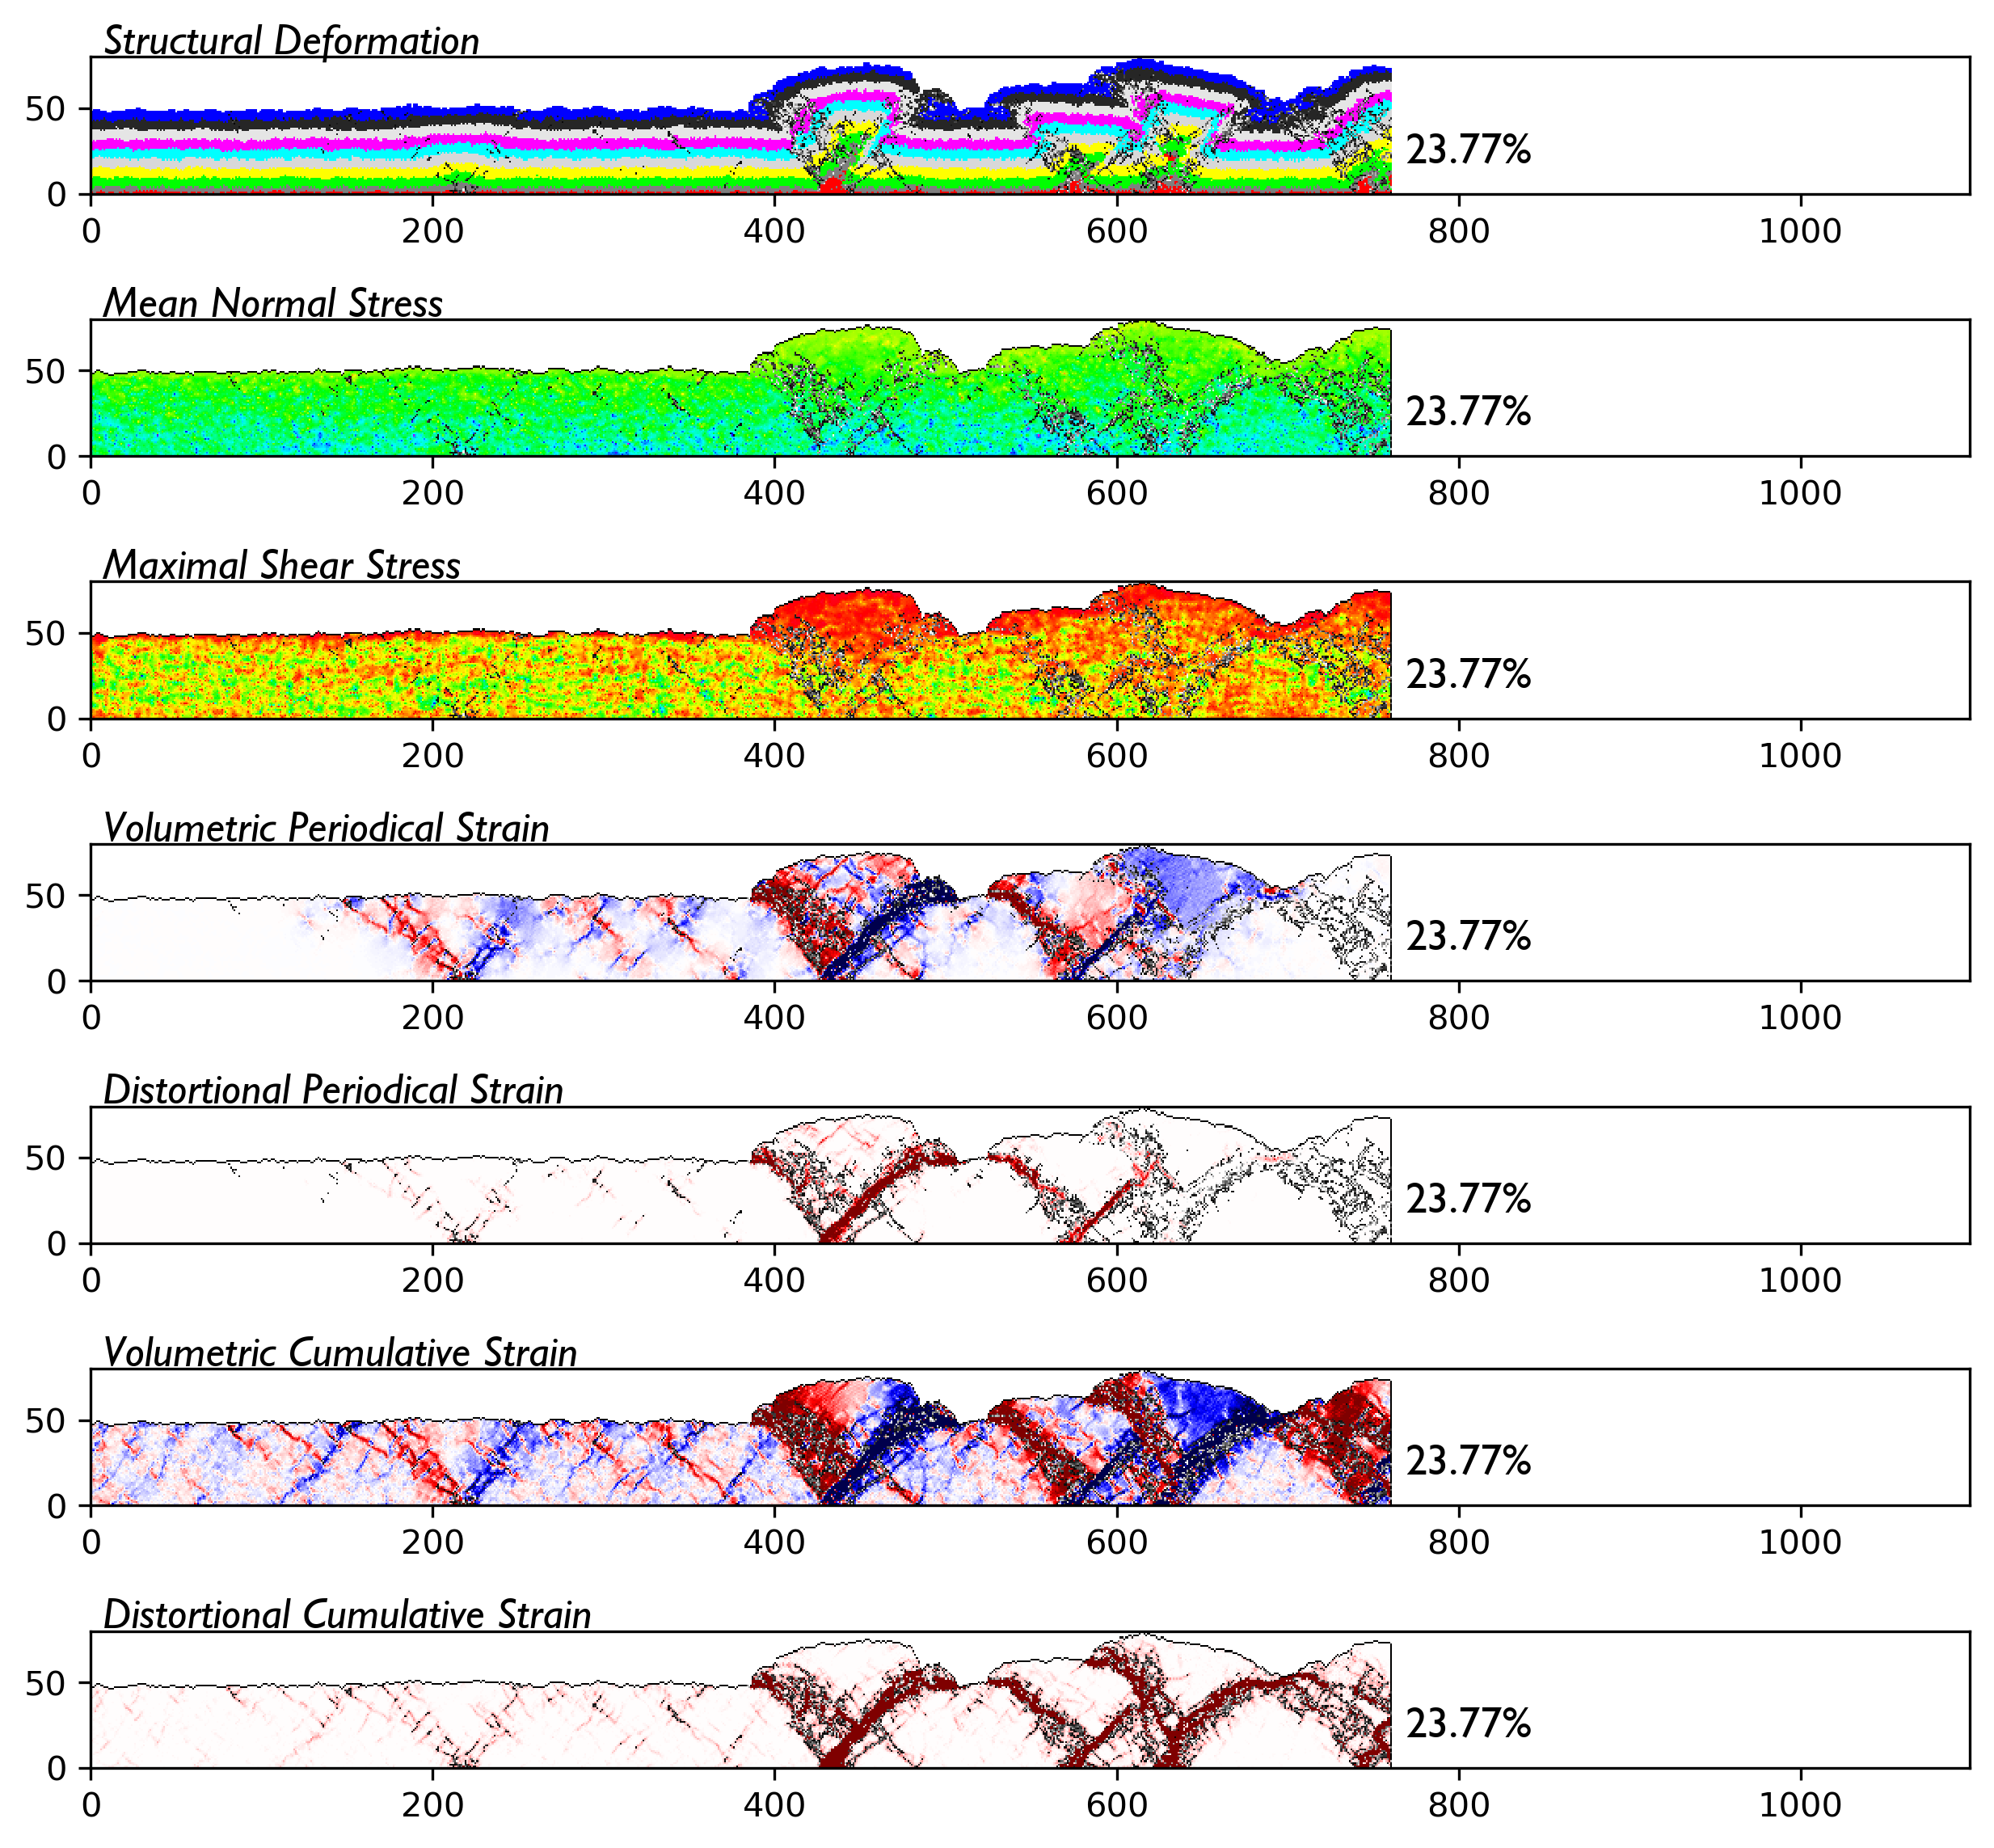 Structural Deformation
50
0
23.77%
0 200 400 600 800 1000
Mean Normal Stress
50
0
23.77%
0 200 400 600 800 1000
Maximal Shear Stress
50
0
23.77%
0 200 400 600 800 1000
Volumetric Periodical Strain
50
0
23.77%
0 200 400 600 800 1000
Distortional Periodical Strain
50
0
23.77%
0 200 400 600 800 1000
Volumetric Cumulative Strain
50
0
23.77%
0 200 400 600 800 1000
Distortional Cumulative Strain
50
0
23.77%
0 200 400 600 800 1000